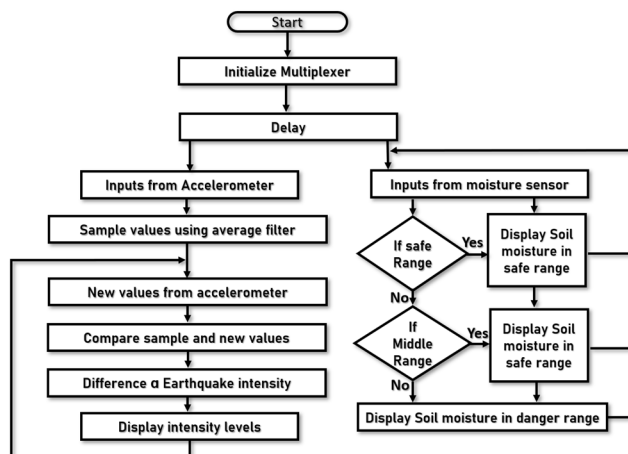 Start
Initialize Multiplexer
Delay
Inputs from Accelerometer
Sample values using average filter
New values from accelerometer
Compare sample and new values
Difference α Earthquake intensity
Display intensity levels
Inputs from moisture sensor
If safe
Range
Yes
Display Soil
moisture in
safe range
No
If
Middle
Range
Yes
Display Soil
moisture in
safe range
No
Display Soil moisture in danger range